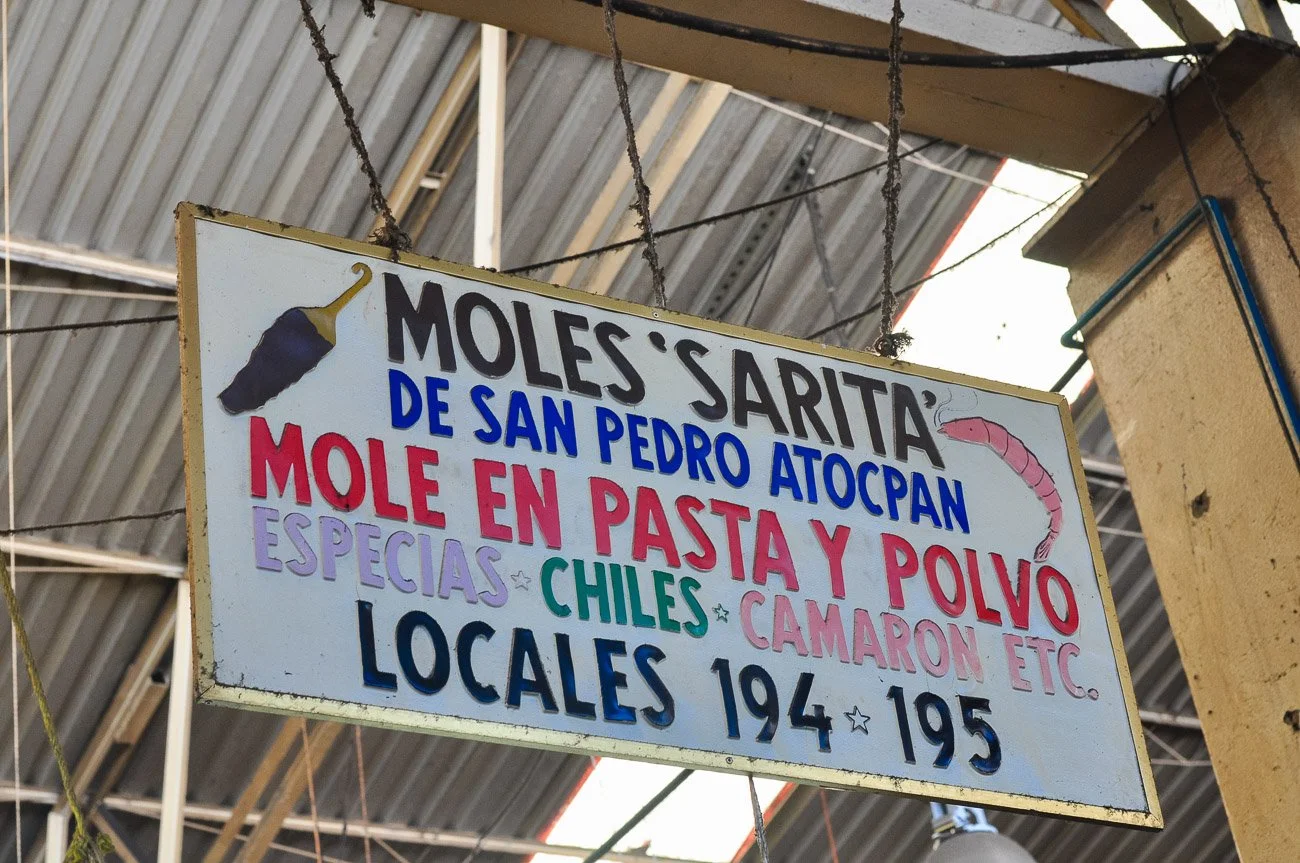 MOLES 'SARITA'
DE SAN PEDRO ATOCPAN
MOLE EN PASTA Y POLVO
ESPECIAS ☆ CHILES ☆ CAMARON ETC.
LOCALES 194 ☆ 195